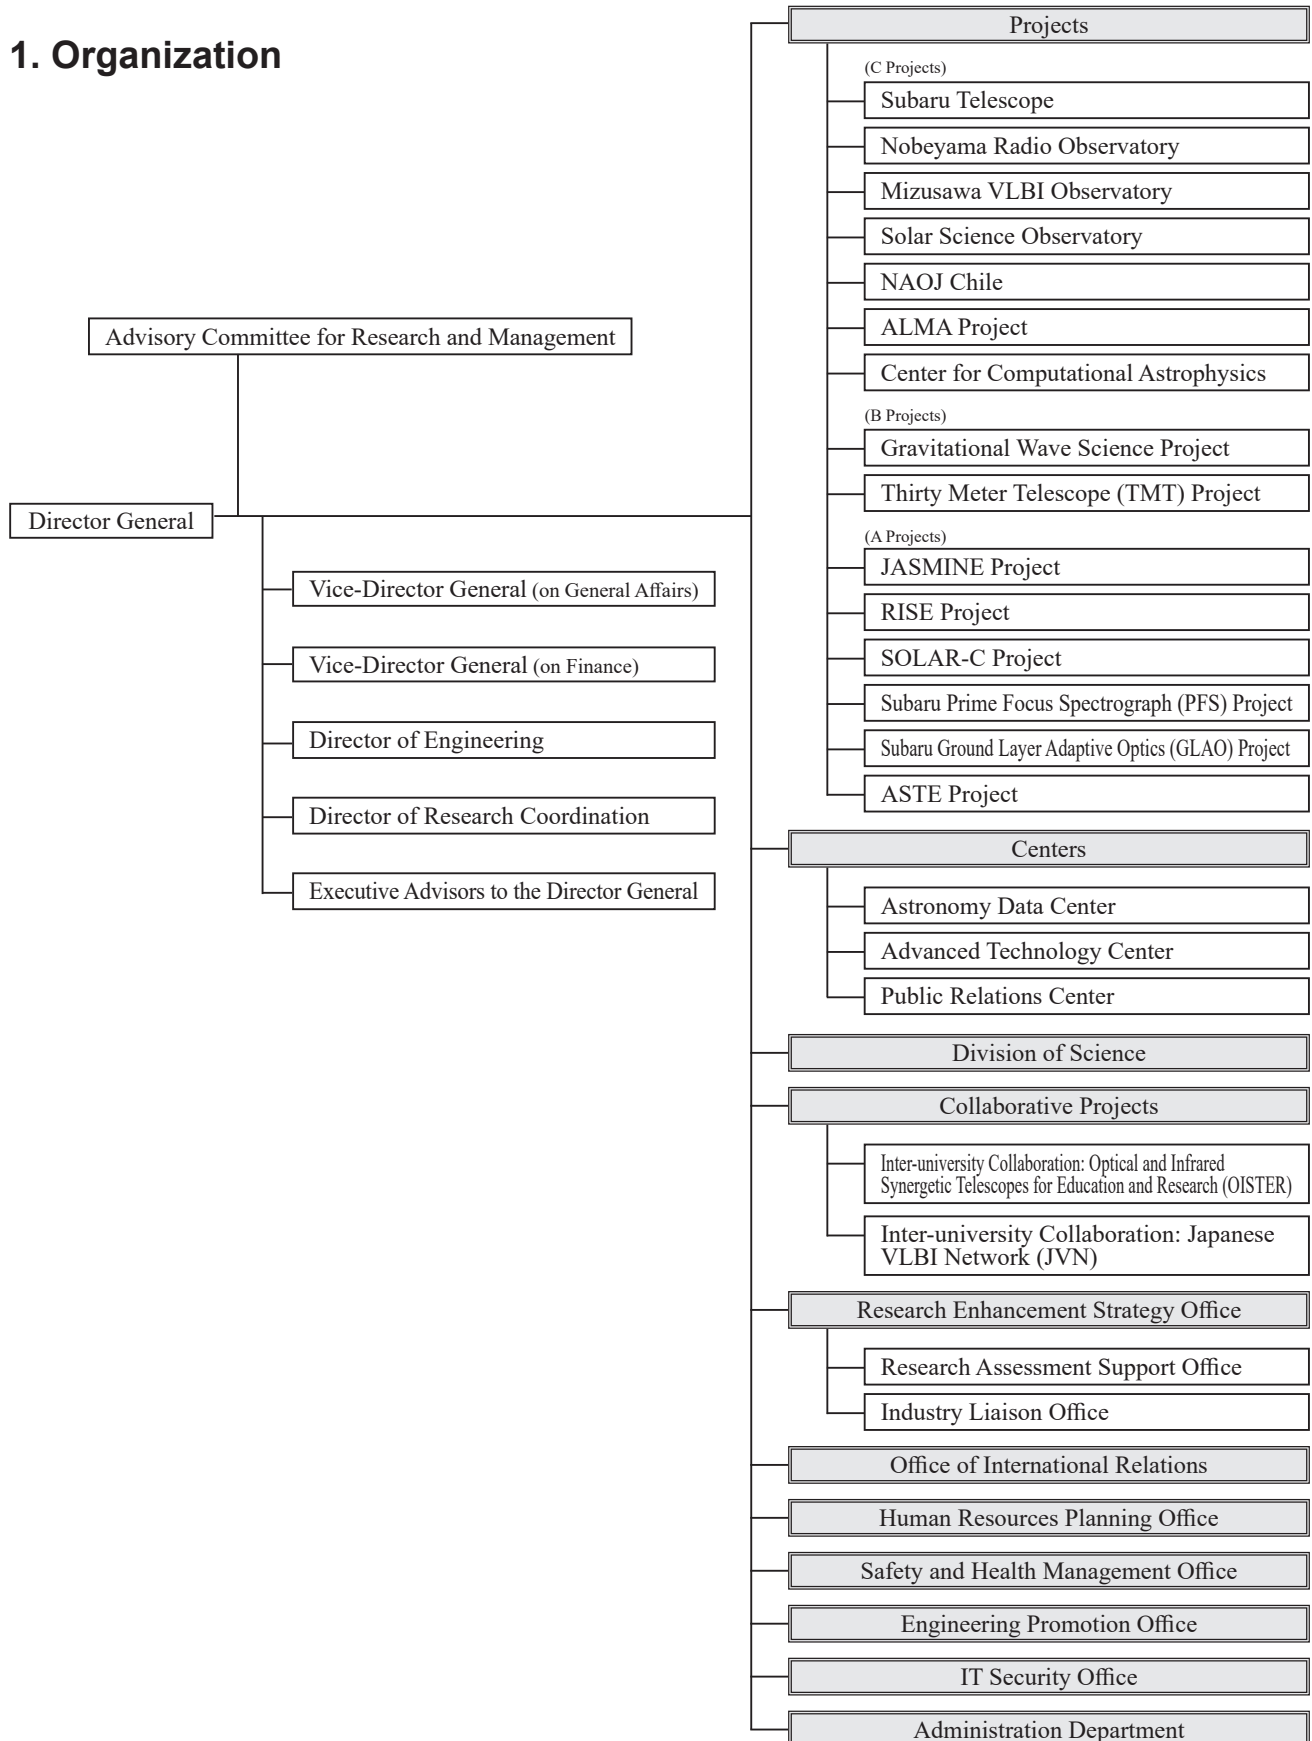 1. Organization
Advisory Committee for Research and Management
Director General
Vice-Director General (on General Affairs)
Vice-Director General (on Finance)
Director of Engineering
Director of Research Coordination
Executive Advisors to the Director General
Projects
(C Projects)
Subaru Telescope
Nobeyama Radio Observatory
Mizusawa VLBI Observatory
Solar Science Observatory
NAOJ Chile
ALMA Project
Center for Computational Astrophysics
(B Projects)
Gravitational Wave Science Project
Thirty Meter Telescope (TMT) Project
(A Projects)
JASMINE Project
RISE Project
SOLAR-C Project
Subaru Prime Focus Spectrograph (PFS) Project
Subaru Ground Layer Adaptive Optics (GLAO) Project
ASTE Project
Centers
Astronomy Data Center
Advanced Technology Center
Public Relations Center
Division of Science
Collaborative Projects
Inter-university Collaboration: Optical and Infrared
Synergetic Telescopes for Education and Research (OISTER)
Inter-university Collaboration: Japanese
VLBI Network (JVN)
Research Enhancement Strategy Office
Research Assessment Support Office
Industry Liaison Office
Office of International Relations
Human Resources Planning Office
Safety and Health Management Office
Engineering Promotion Office
IT Security Office
Administration Department